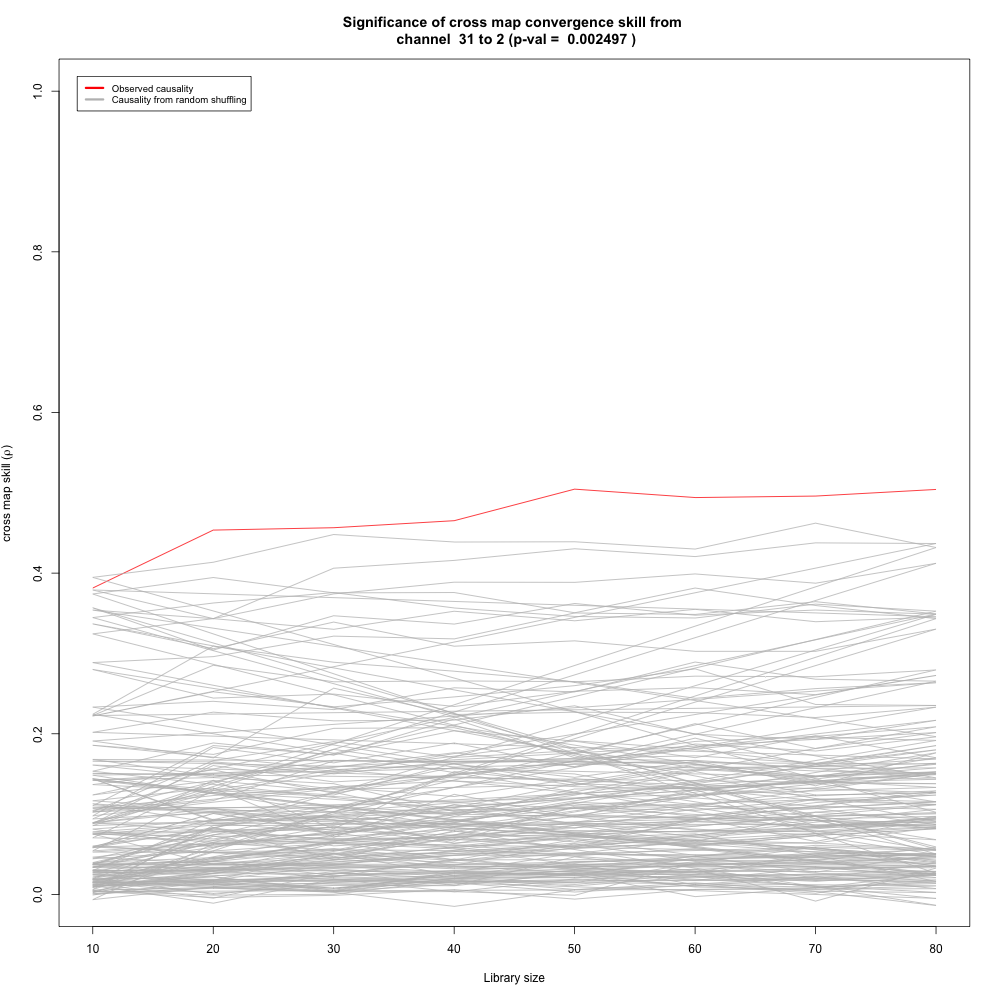 Significance of cross map convergence skill from
channel  31 to 2 (p-val =  0.002497 )
Observed causality
Causality from random shuffling
cross map skill (ρ)
1.0
0.8
0.6
0.4
0.2
0.0
10 20 30 40 50 60 70 80
Library size